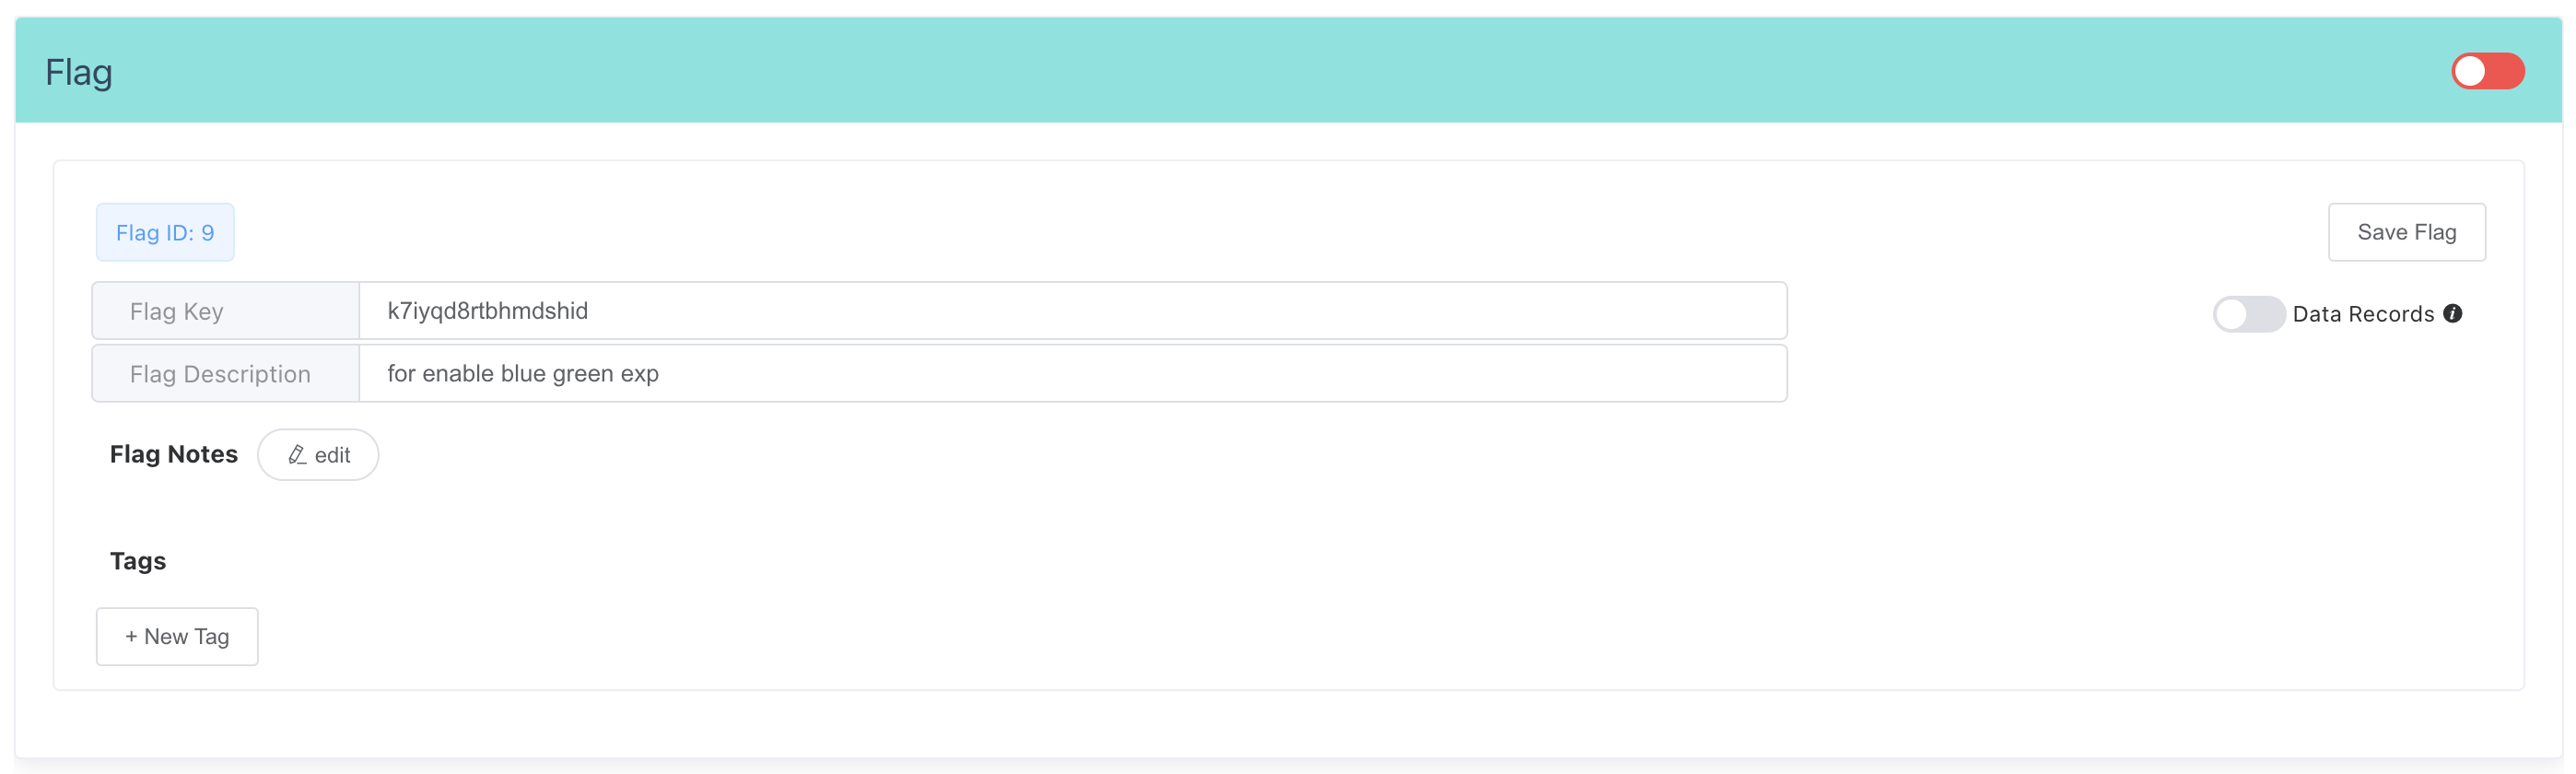 Flag
Flag ID: 9
Save Flag
Flag Key
k7iyqd8rtbhmdshid
Data Records
Flag Description
for enable blue green exp
Flag Notes
edit
Tags
+ New Tag